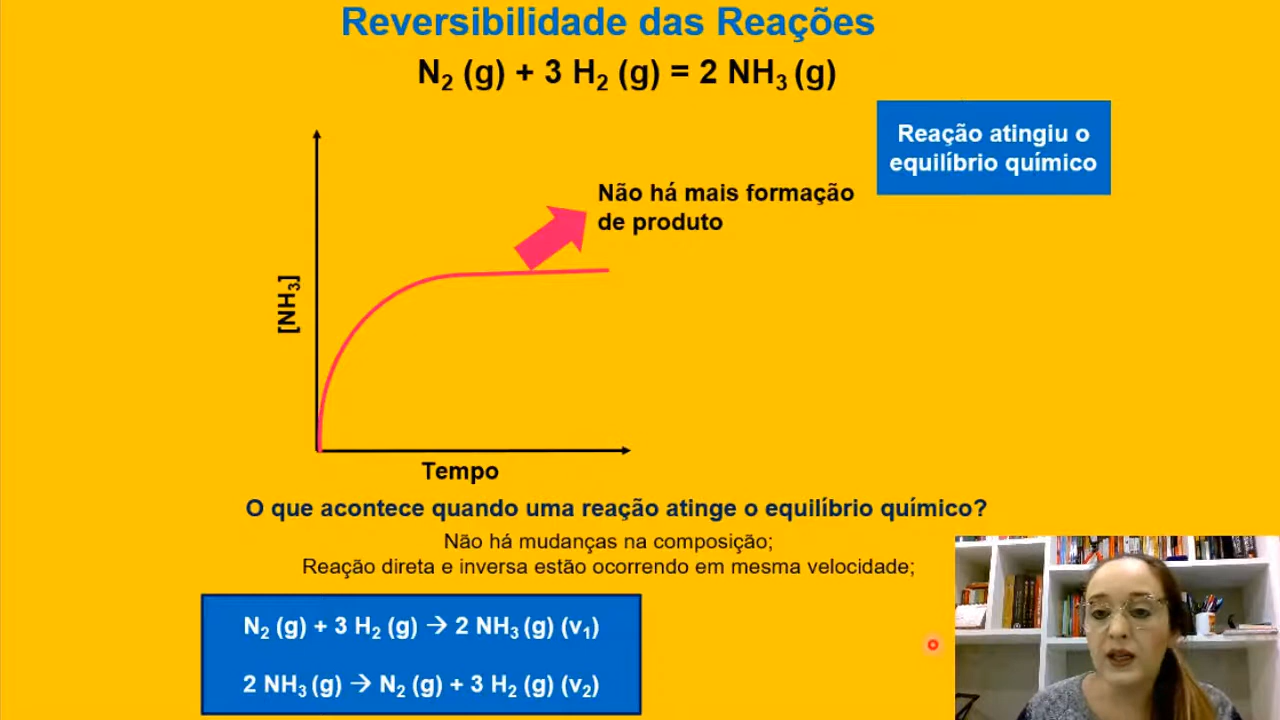 Reversibilidade das Reações
N₂ (g) + 3 H₂ (g) = 2 NH₃ (g)
Reação atingiu o
equilíbrio químico
Não há mais formação
de produto
[NH₃]
Tempo
O que acontece quando uma reação atinge o equilíbrio químico?
Não há mudanças na composição;
Reação direta e inversa estão ocorrendo em mesma velocidade;
N₂ (g) + 3 H₂ (g) → 2 NH₃ (g) (v₁)
2 NH₃ (g) → N₂ (g) + 3 H₂ (g) (v₂)